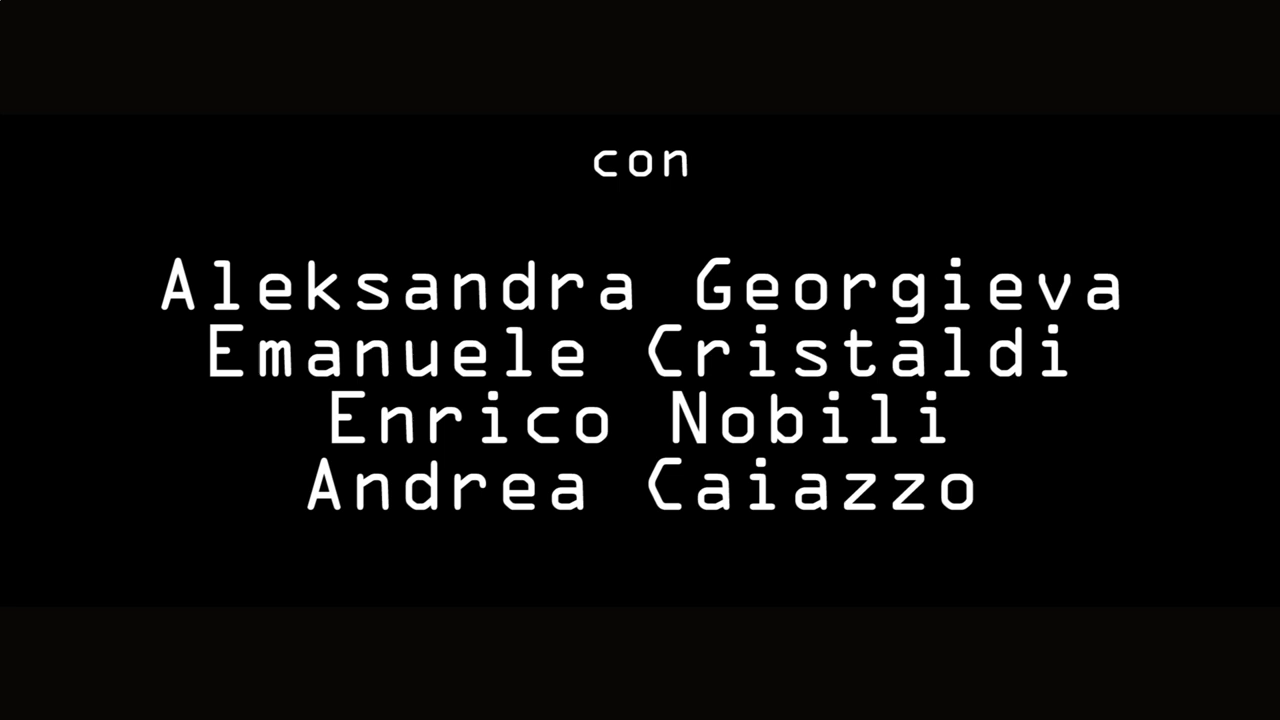 con
Aleksandra Georgieva
Emanuele Cristaldi
Enrico Nobili
Andrea Caiazzo